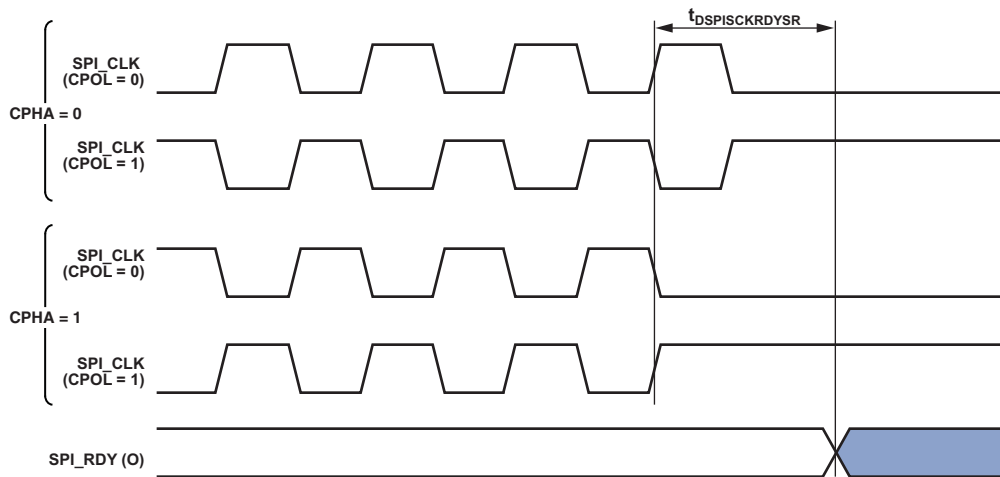 tDSPISCKRDYSR
SPI_CLK
(CPOL = 0)
CPHA = 0
SPI_CLK
(CPOL = 1)
SPI_CLK
(CPOL = 0)
CPHA = 1
SPI_CLK
(CPOL = 1)
SPI_RDY (O)